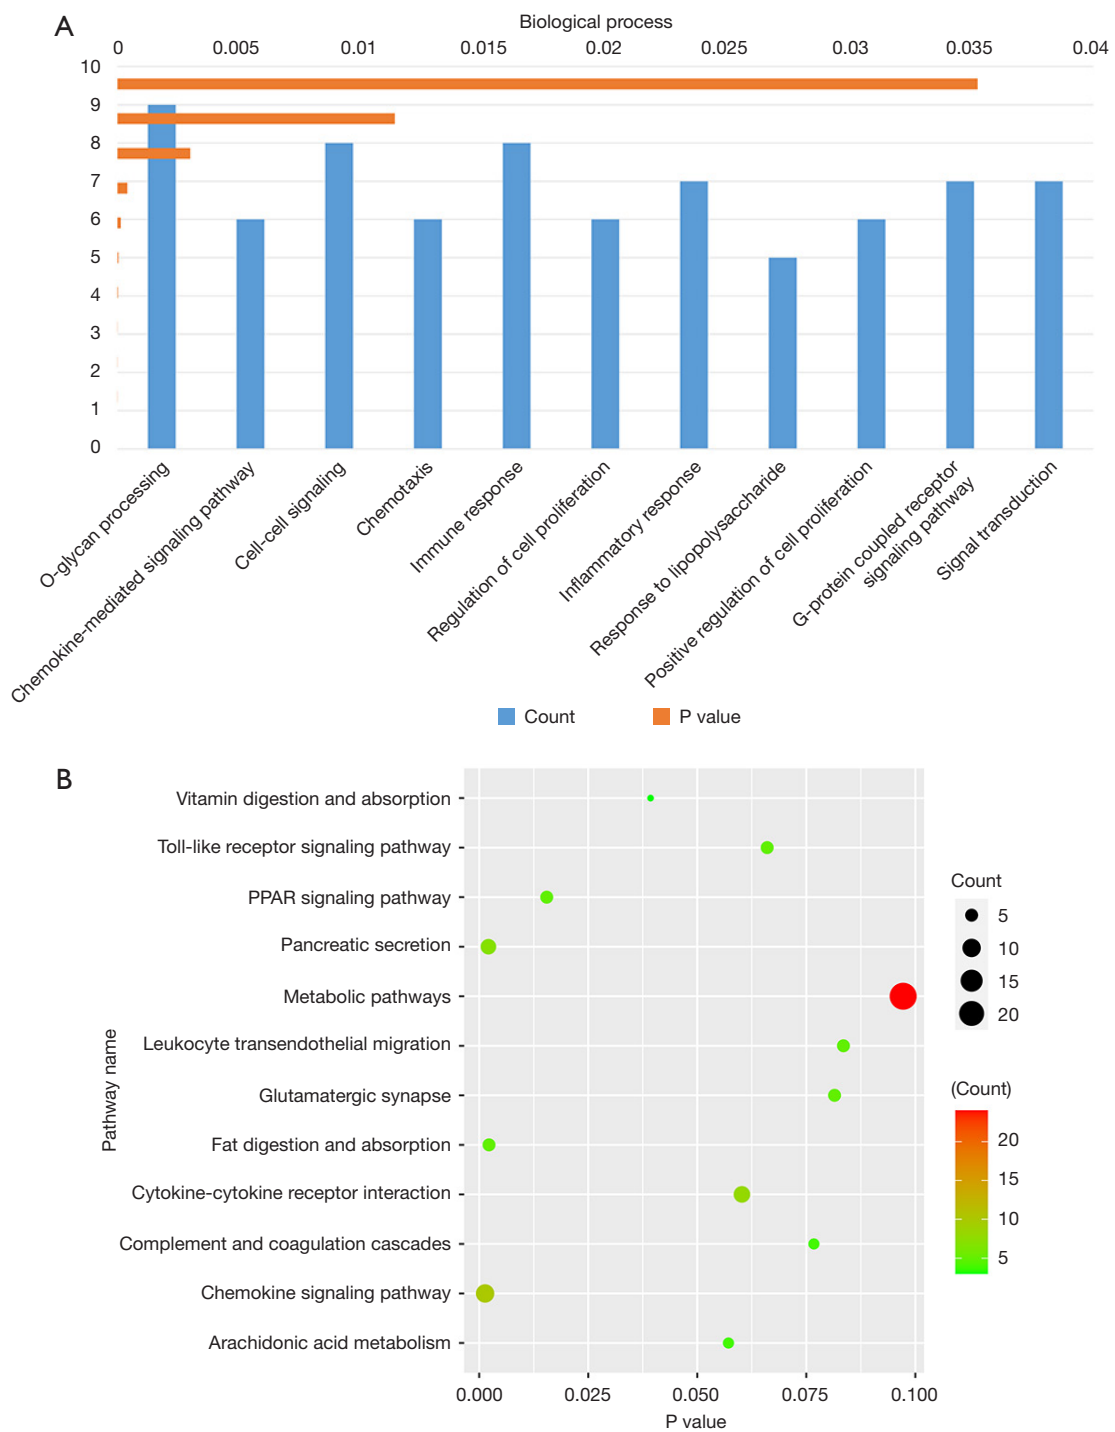 A
Biological process
0 0.005 0.01 0.015 0.02 0.025 0.03 0.035 0.04
10
9
8
7
6
5
4
3
2
1
0
O-glycan processing
Chemokine-mediated signaling pathway
Cell-cell signaling
Chemotaxis
Immune response
Regulation of cell proliferation
Inflammatory response
Response to lipopolysaccharide
Positive regulation of cell proliferation
G-protein coupled receptor
signaling pathway
Signal transduction
Count P value
B
Pathway name
Vitamin digestion and absorption
Toll-like receptor signaling pathway
PPAR signaling pathway
Pancreatic secretion
Metabolic pathways
Leukocyte transendothelial migration
Glutamatergic synapse
Fat digestion and absorption
Cytokine-cytokine receptor interaction
Complement and coagulation cascades
Chemokine signaling pathway
Arachidonic acid metabolism
0.000 0.025 0.050 0.075 0.100
P value
Count
5
10
15
20
(Count)
20
15
10
5